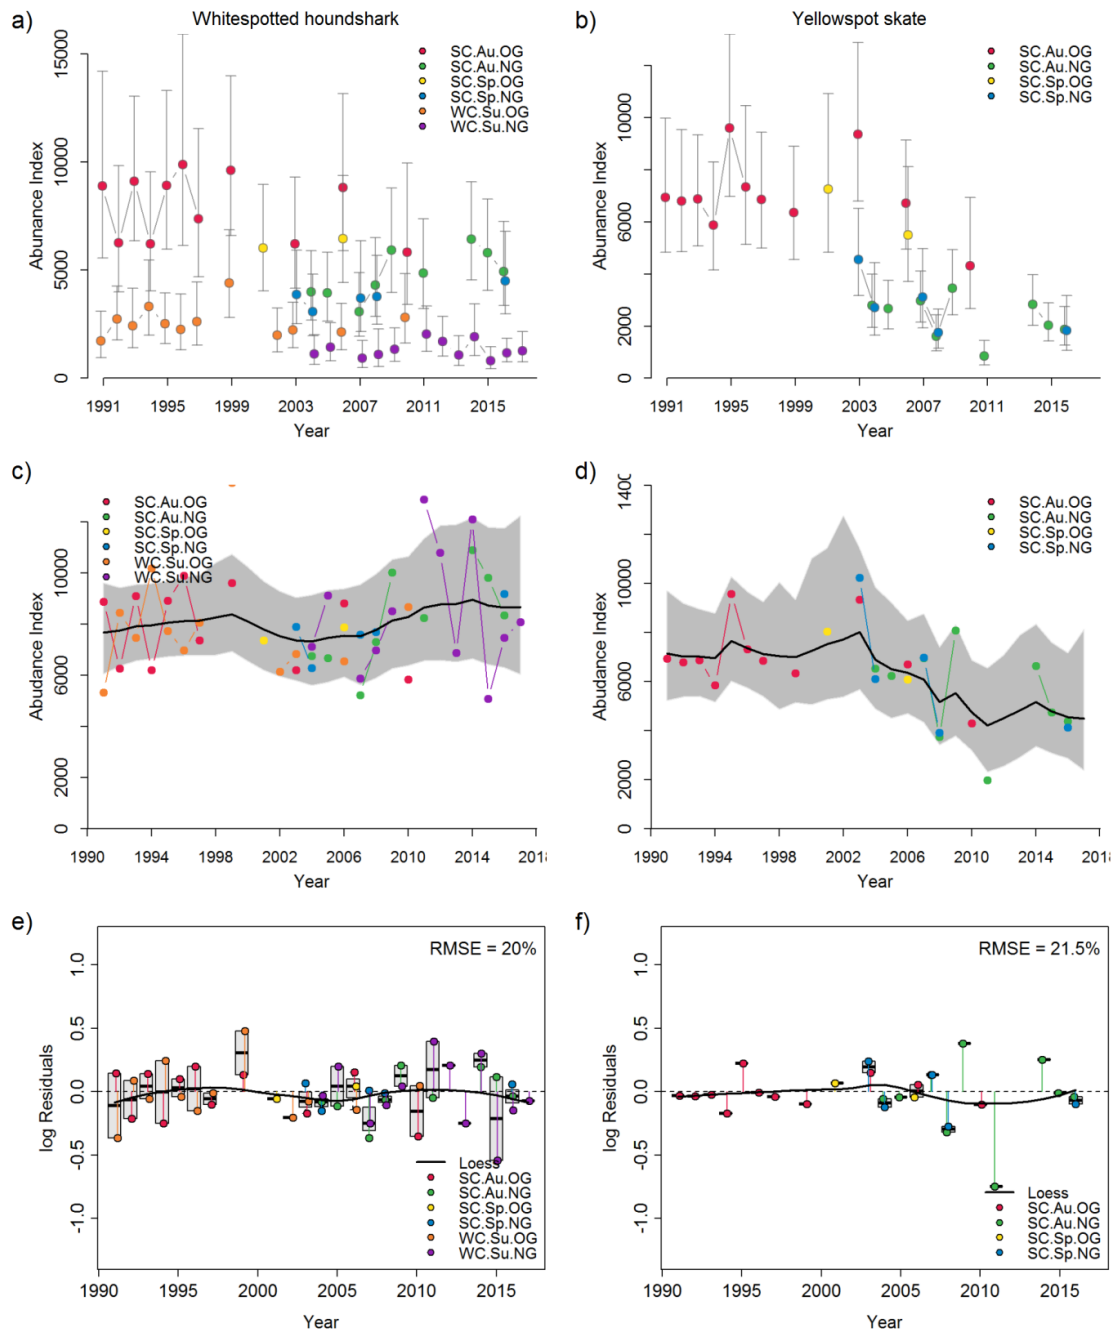 a)
Whitespotted houndshark
Abunance Index
15000
10000
5000
0
SC.Au.OG
SC.Au.NG
SC.Sp.OG
SC.Sp.NG
WC.Su.OG
WC.Su.NG
1991 1995 1999 2003 2007 2011 2015
Year
b)
Yellowspot skate
Abunance Index
10000
6000
2000
0
SC.Au.OG
SC.Au.NG
SC.Sp.OG
SC.Sp.NG
1991 1995 1999 2003 2007 2011 2015
Year
c)
Abudance Index
10000
6000
2000
0
SC.Au.OG
SC.Au.NG
SC.Sp.OG
SC.Sp.NG
WC.Su.OG
WC.Su.NG
1990 1994 1998 2002 2006 2010 2014 2018
Year
d)
Abudance Index
1400
10000
6000
2000
0
SC.Au.OG
SC.Au.NG
SC.Sp.OG
SC.Sp.NG
1990 1994 1998 2002 2006 2010 2014 2018
Year
e)
RMSE = 20%
log Residuals
1.0
0.5
0.0
-0.5
-1.0
Loess
SC.Au.OG
SC.Au.NG
SC.Sp.OG
SC.Sp.NG
WC.Su.OG
WC.Su.NG
1990 1995 2000 2005 2010 2015
Year
f)
RMSE = 21.5%
log Residuals
1.0
0.5
0.0
-0.5
-1.0
Loess
SC.Au.OG
SC.Au.NG
SC.Sp.OG
SC.Sp.NG
1990 1995 2000 2005 2010 2015
Year